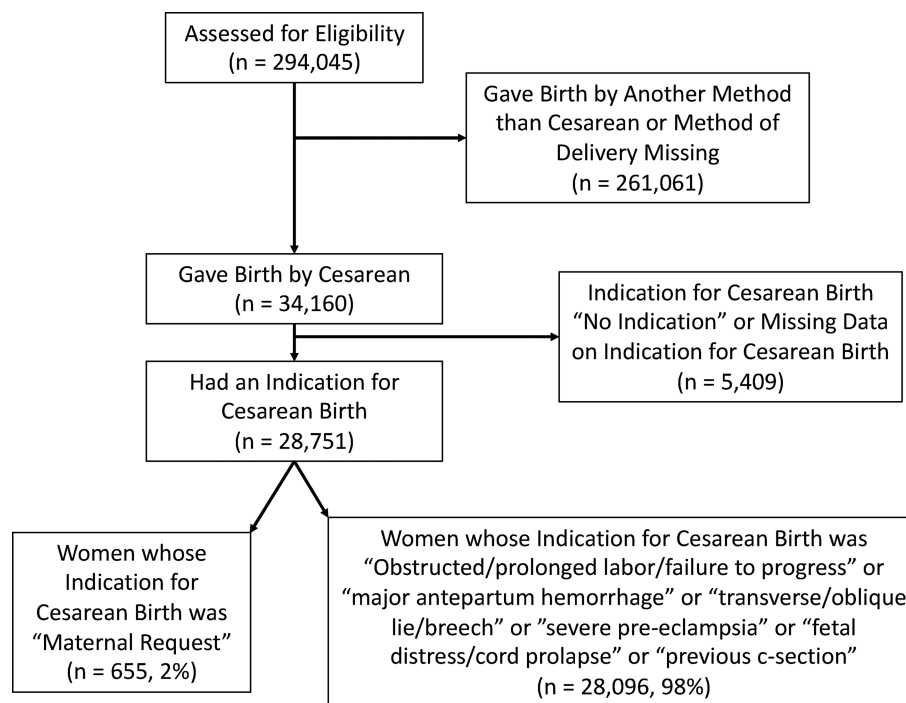 Assessed for Eligibility
(n = 294,045)
Gave Birth by Another Method
than Cesarean or Method of
Delivery Missing
(n = 261,061)
Gave Birth by Cesarean
(n = 34,160)
Indication for Cesarean Birth
“No Indication” or Missing Data
on Indication for Cesarean Birth
(n = 5,409)
Had an Indication for
Cesarean Birth
(n = 28,751)
Women whose
Indication for
Cesarean Birth was
“Maternal Request”
(n = 655, 2%)
Women whose Indication for Cesarean Birth was
“Obstructed/prolonged labor/failure to progress” or
“major antepartum hemorrhage” or “transverse/oblique
lie/breech” or ”severe pre-eclampsia” or “fetal
distress/cord prolapse” or “previous c-section”
(n = 28,096, 98%)